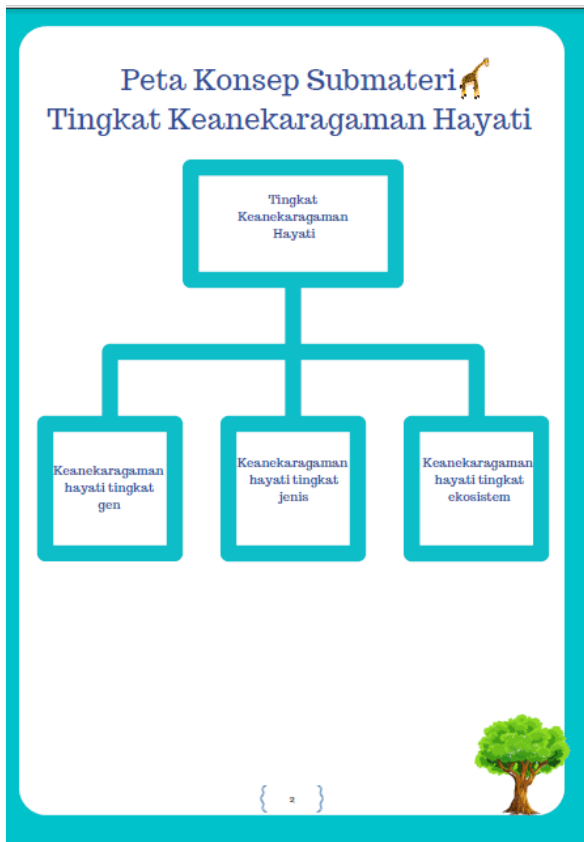 Peta Konsep Submateri
Tingkat Keanekaragaman Hayati
Tingkat
Keanekaragaman
Hayati
Keanekaragaman
hayati tingkat
gen
Keanekaragaman
hayati tingkat
jenis
Keanekaragaman
hayati tingkat
ekosistem
{ 2 }